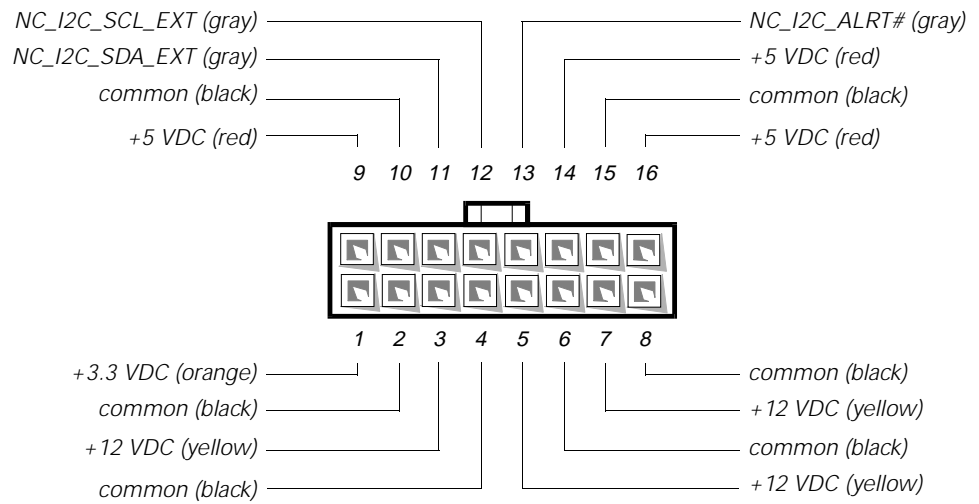 NC_I2C_SCL_EXT (gray)
NC_I2C_ALRT# (gray)
NC_I2C_SDA_EXT (gray)
+5 VDC (red)
common (black)
common (black)
+5 VDC (red)
+5 VDC (red)
9 10 11 12 13 14 15 16
1 2 3 4 5 6 7 8
+3.3 VDC (orange)
common (black)
common (black)
+12 VDC (yellow)
+12 VDC (yellow)
common (black)
common (black)
+12 VDC (yellow)